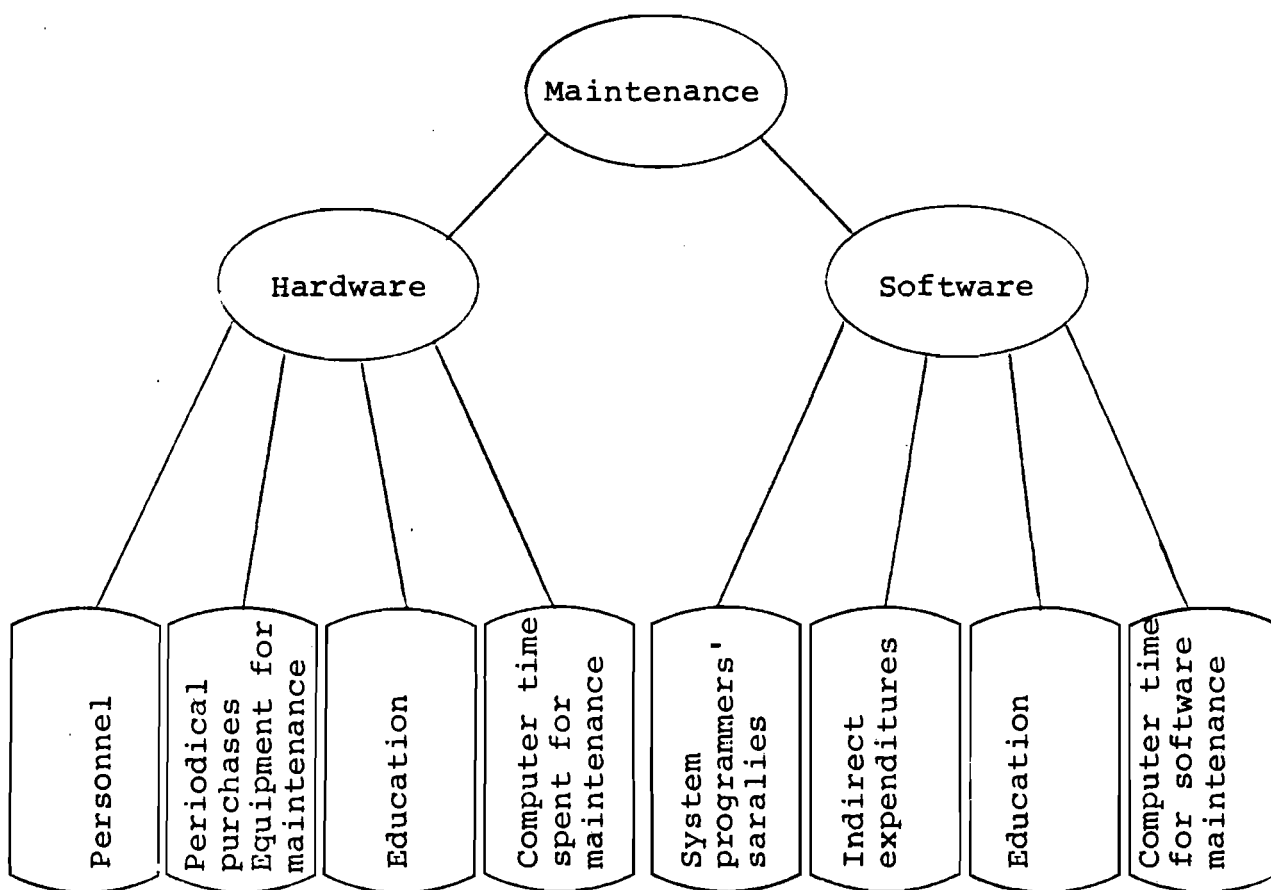 Maintenance
Hardware
Software
Personnel
Periodical
purchases
Equipment for
maintenance
Education
Computer time
spent for
maintenance
System
programmers'
saralies
Indirect
expenditures
Education
Computer time
for software
maintenance